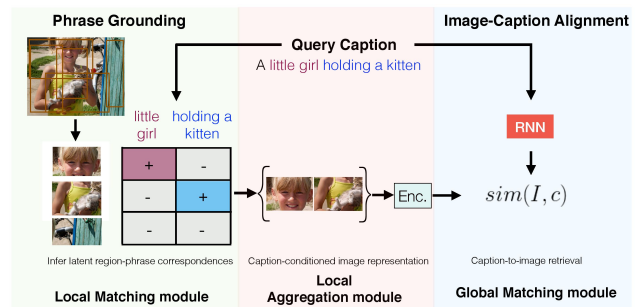 Phrase Grounding
Image-Caption Alignment
Query Caption
A little girl holding a kitten
little
girl
holding a
kitten
RNN
+ -
- +
- -
Enc.
sim(I, c)
Infer latent region-phrase correspondences
Caption-conditioned image representation
Caption-to-image retrieval
Local Matching module
Local
Aggregation module
Global Matching module